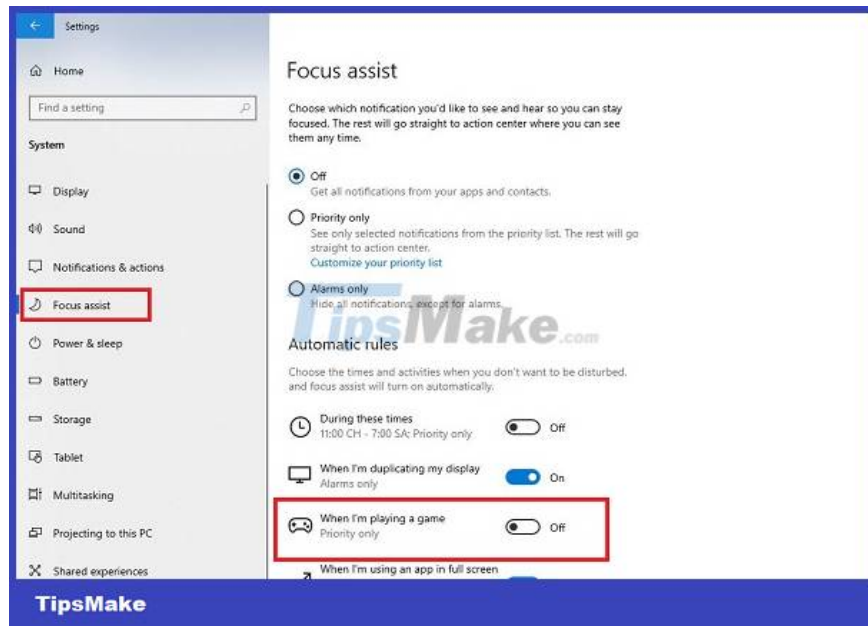 Settings
Home
Find a setting
System
Display
Sound
Notifications & actions
Focus assist
Power & sleep
Battery
Storage
Tablet
Multitasking
Projecting to this PC
Shared experiences
Focus assist
Choose which notification you'd like to see and hear so you can stay
focused. The rest will go straight to action center where you can see
them any time.
Off
Get all notifications from your apps and contacts.
Priority only
See only selected notifications from the priority list. The rest will go
straight to action center.
Customize your priority list
Alarms only
Hide all notifications, except for alarms.
TipsMake.com
Automatic rules
Choose the times and activities when you don't want to be disturbed,
and focus assist will turn on automatically.
During these times
11:00 CH - 7:00 SA; Priority only
Off
When I'm duplicating my display
Alarms only
On
When I'm playing a game
Priority only
Off
When I'm using an app in full screen
TipsMake